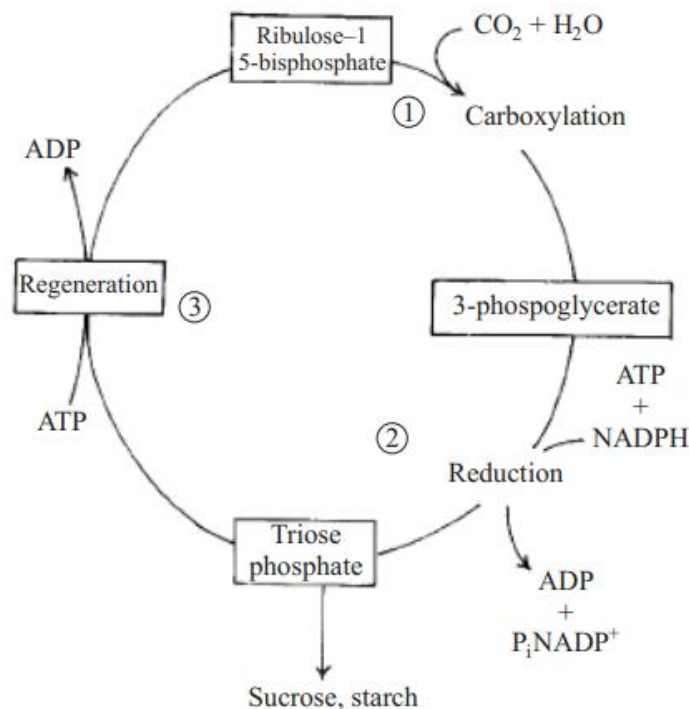 Ribulose–1
5-bisphosphate
CO₂ + H₂O
① Carboxylation
ADP
Regeneration
③
3-phospoglycerate
ATP
ATP
+
NADPH
②
Reduction
Triose
phosphate
ADP
+
PᵢNADP⁺
Sucrose, starch